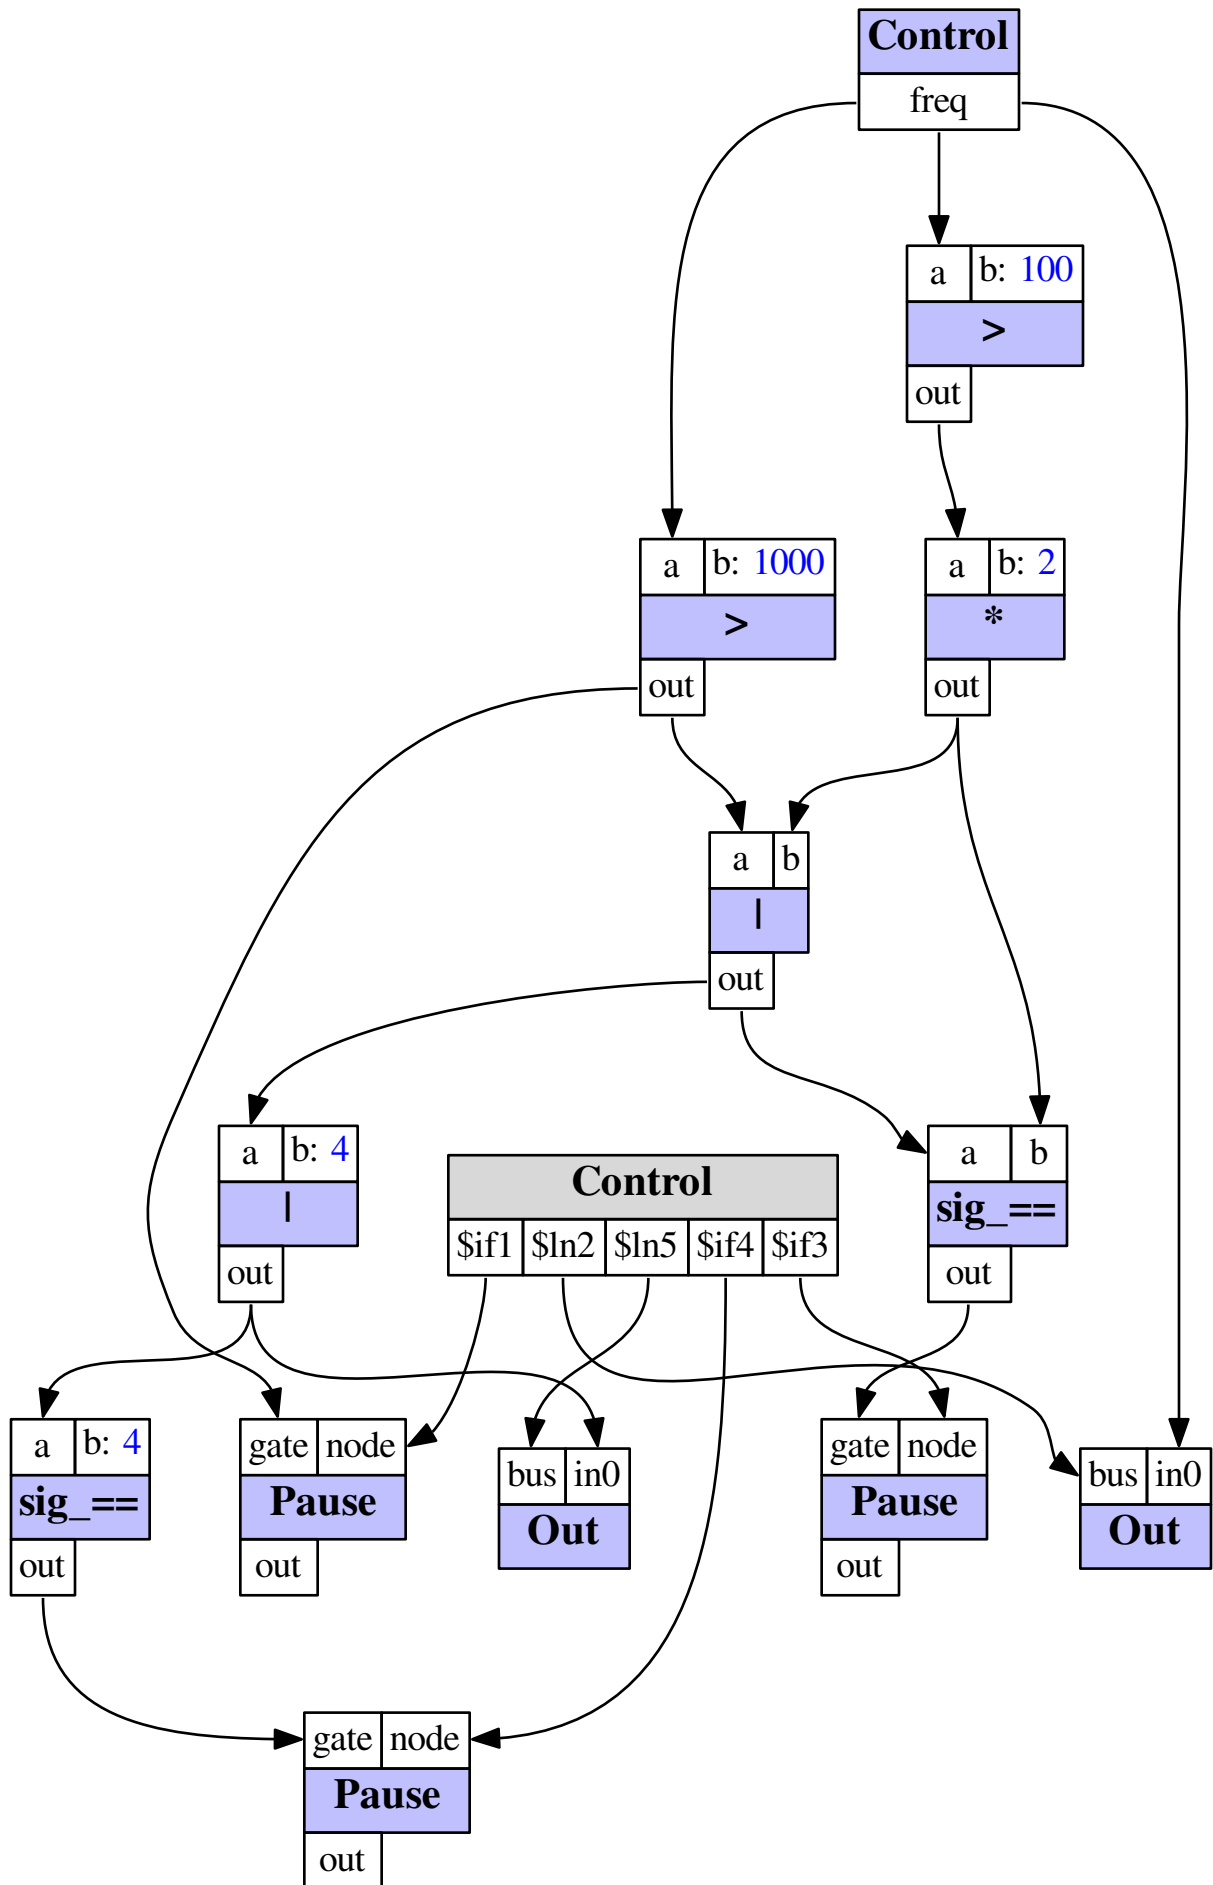 Control
freq
a b: 100
>
out
a b: 1000
>
out
a b: 2
*
out
a b
|
out
a b: 4
|
out
Control
$if1 $ln2 $ln5 $if4 $if3
a b
sig_==
out
a b: 4
sig_==
out
gate node
Pause
out
bus in0
Out
gate node
Pause
out
bus in0
Out
gate node
Pause
out